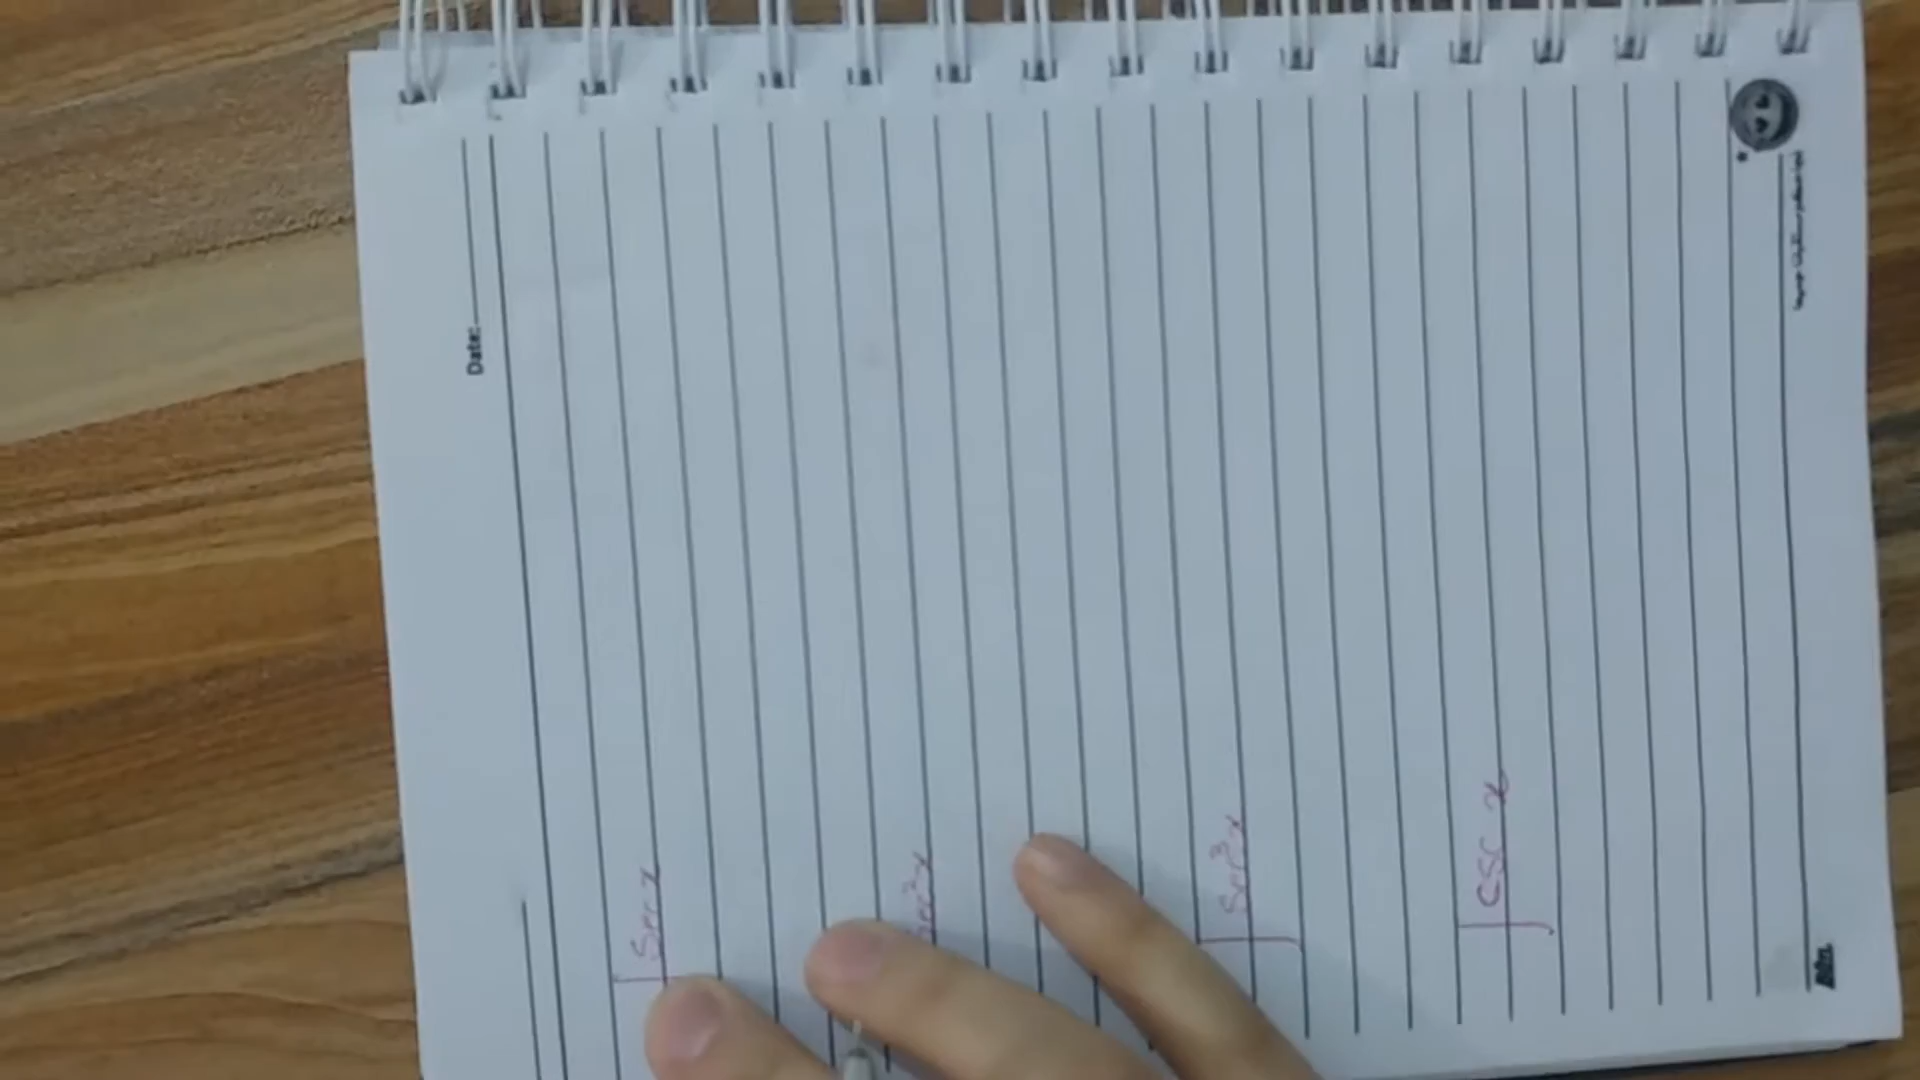 Date:
∫ Sec x
Sec²x
∫ Sec³x
∫ csc x